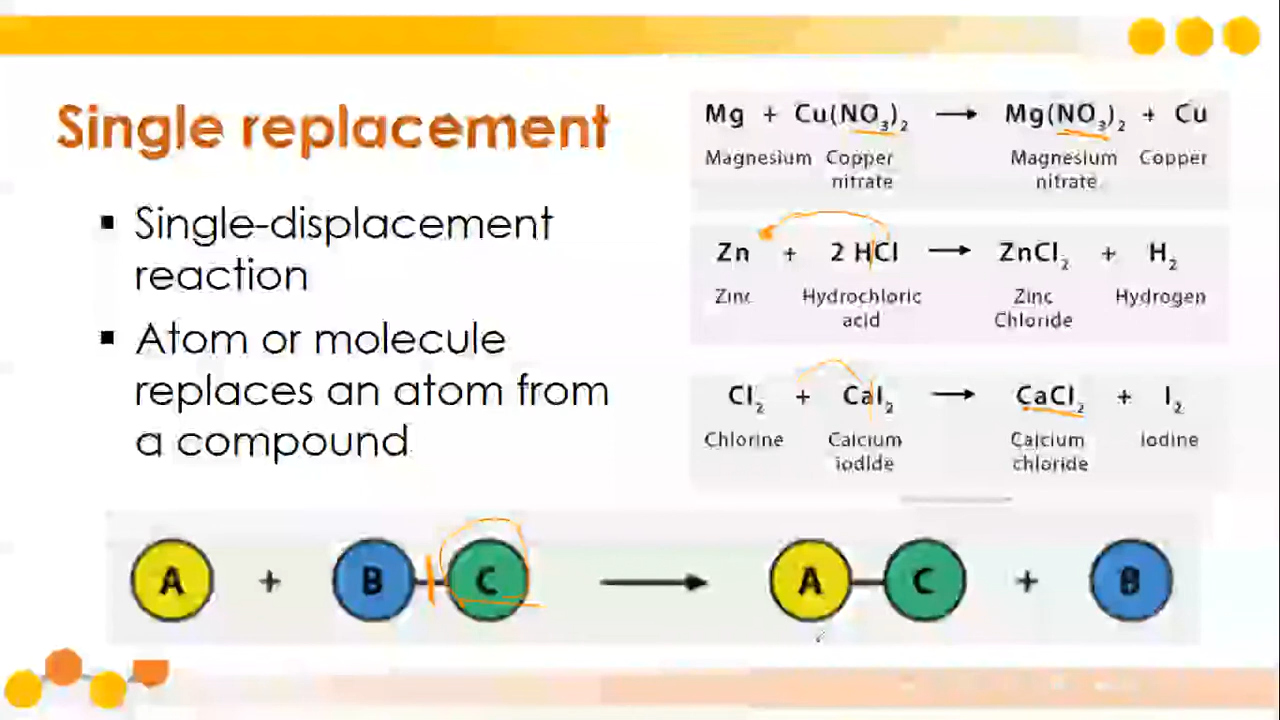 Single replacement
▪ Single-displacement
reaction
▪ Atom or molecule
replaces an atom from
a compound
Mg + Cu(NO₃)₂ → Mg(NO₃)₂ + Cu
Magnesium Copper nitrate Magnesium nitrate Copper
Zn + 2 HCl → ZnCl₂ + H₂
Zinc Hydrochloric acid Zinc Chloride Hydrogen
Cl₂ + CaI₂ → CaCl₂ + I₂
Chlorine Calcium iodide Calcium chloride Iodine
A + B C → A C + B